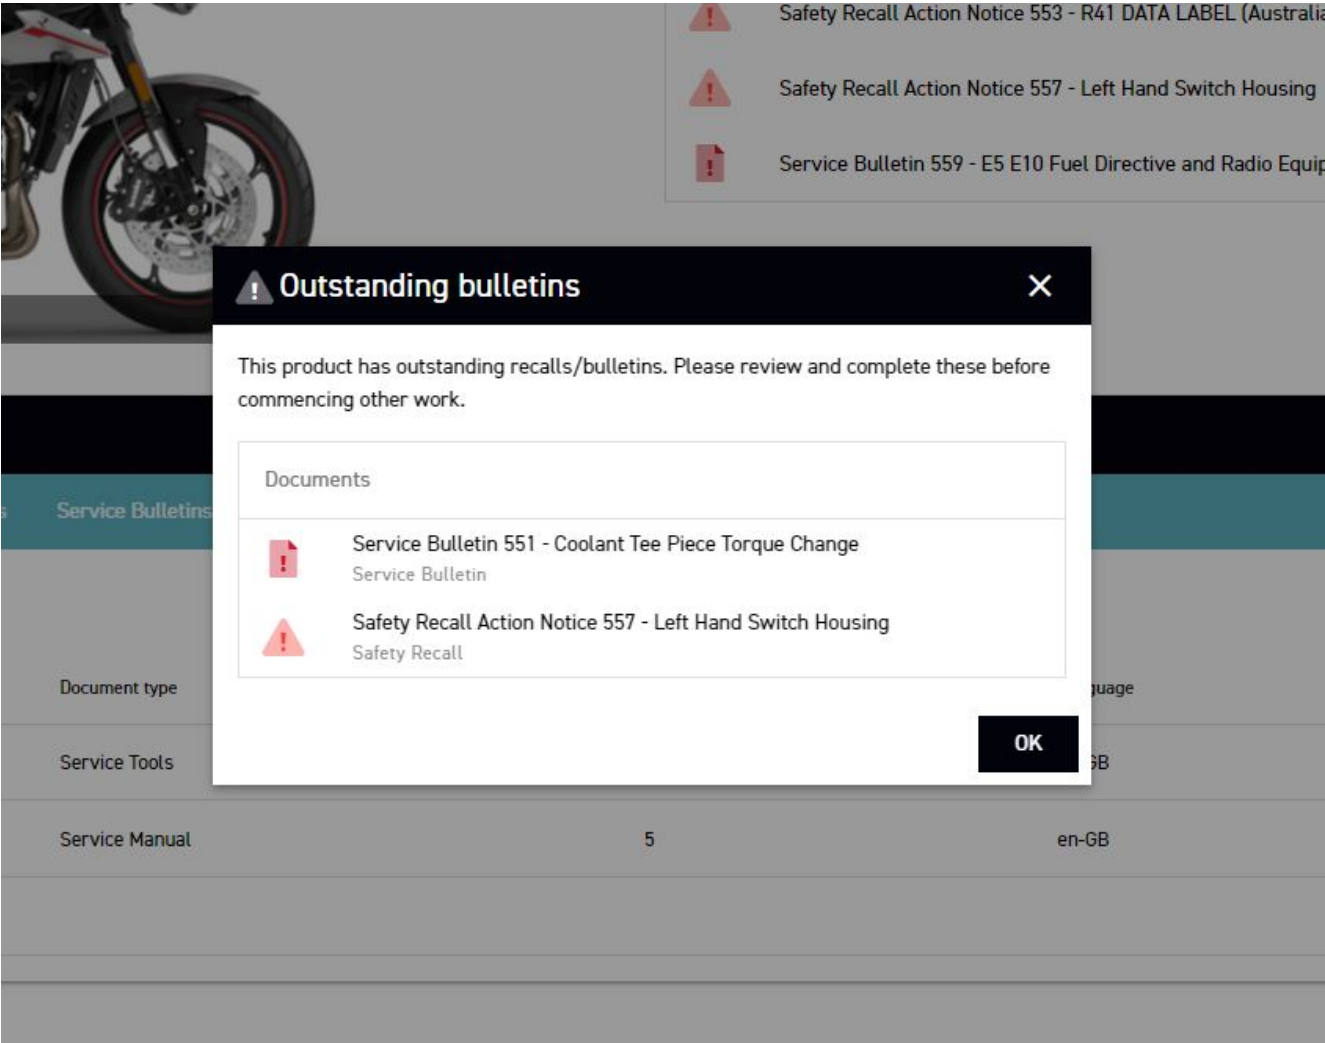 Safety Recall Action Notice 553 - R41 DATA LABEL (Australia
Safety Recall Action Notice 557 - Left Hand Switch Housing
Service Bulletin 559 - E5 E10 Fuel Directive and Radio Equip
Outstanding bulletins
This product has outstanding recalls/bulletins. Please review and complete these before
commencing other work.
Documents
Service Bulletins
Service Bulletin 551 - Coolant Tee Piece Torque Change
Service Bulletin
Safety Recall Action Notice 557 - Left Hand Switch Housing
Safety Recall
Document type guage
OK
Service Tools GB
Service Manual 5 en-GB